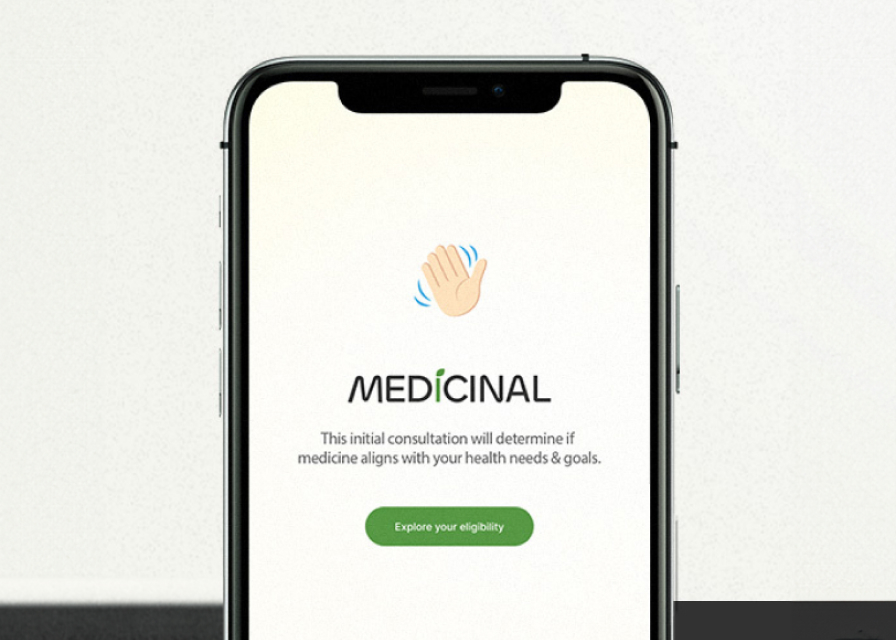 MEDICINAL
This initial consultation will determine if
medicine aligns with your health needs & goals.
Explore your eligibility